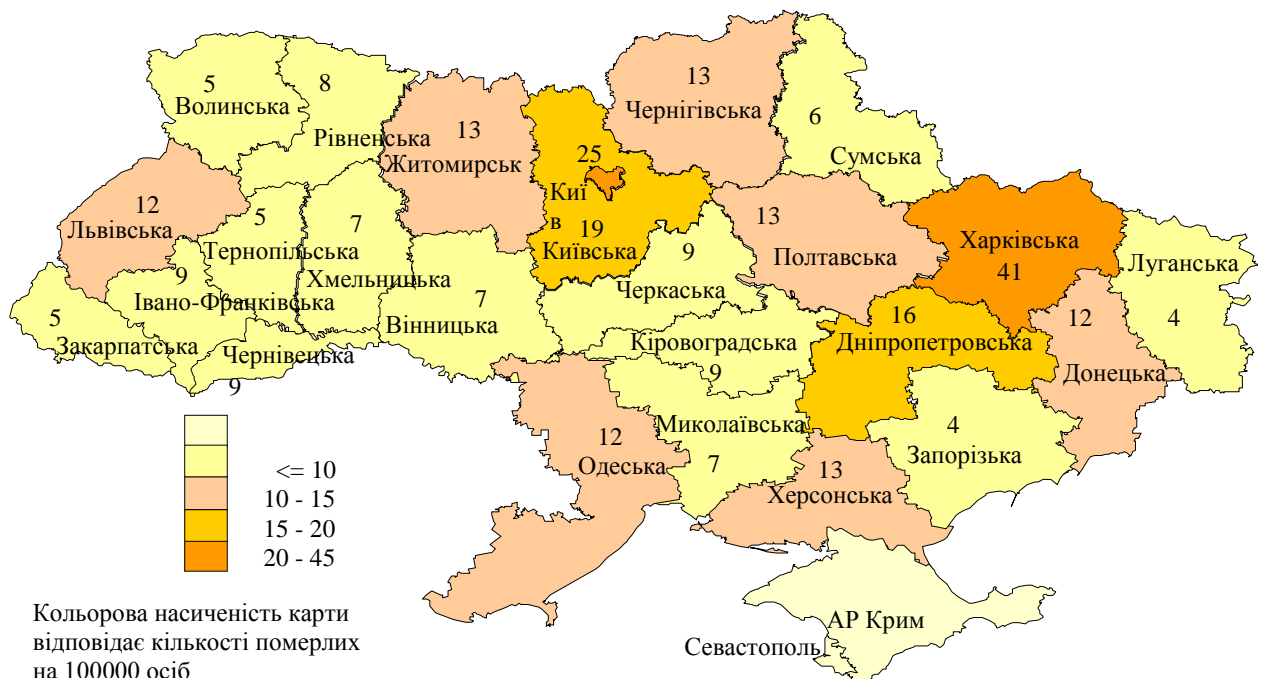 5
Волинська
8
Рівненська
13
Житомирськ
25
Киї
в
19
Київська
13
Чернігівська
6
Сумська
12
Львівська
5
Тернопільська
7
Хмельницька
9
Івано-Франківська
5
Закарпатська
Чернівецька
9
7
Вінницька
9
Черкаська
13
Полтавська
Харківська
41
Луганська
4
Кіровоградська
9
16
Дніпропетровська
12
Донецька
12
Одеська
Миколаївська
7
4
Запорізька
13
Херсонська
АР Крим
Севастополь
<= 10
10 - 15
15 - 20
20 - 45
Кольорова насиченість карти
відповідає кількості померлих
на 100000 осіб